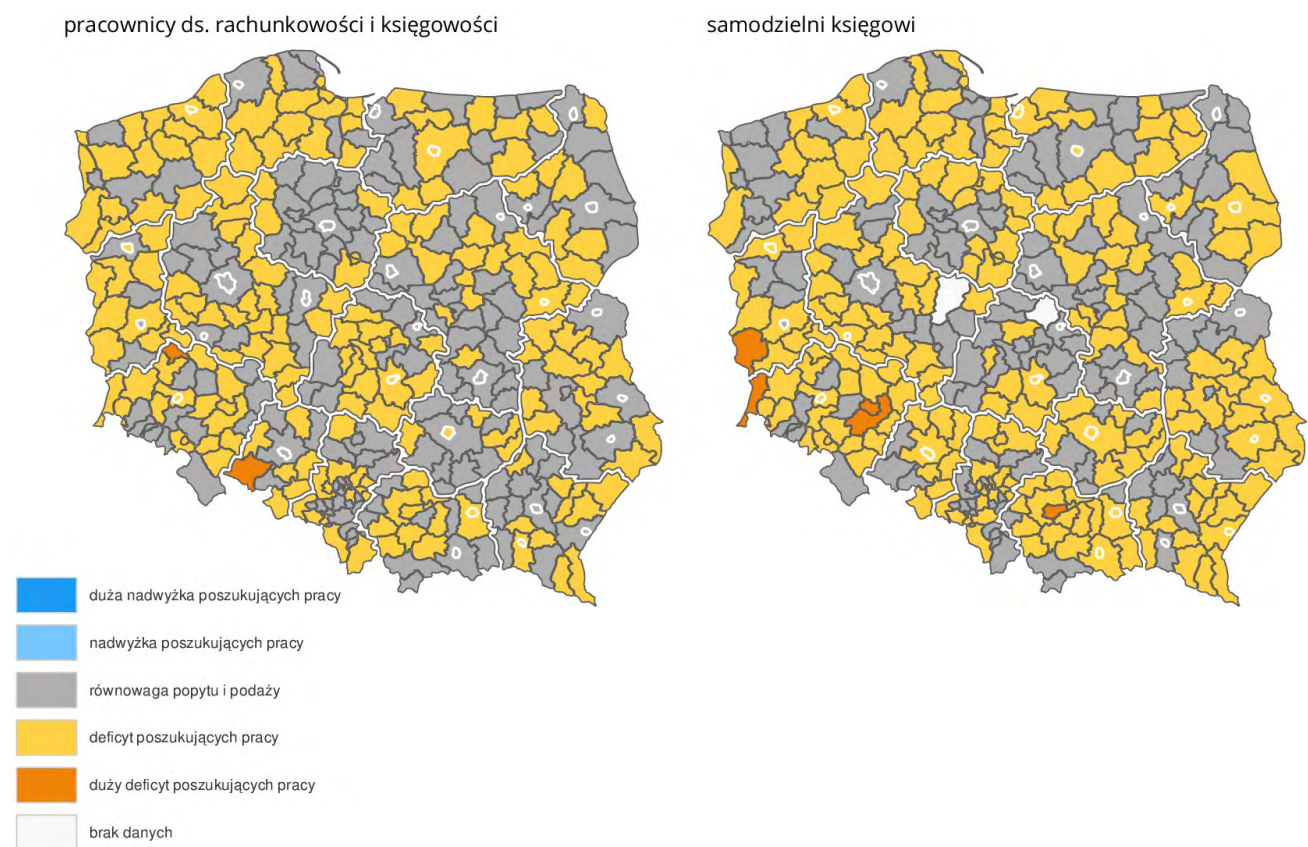 pracownicy ds. rachunkowości i księgowości
samodzielni księgowi
duża nadwyżka poszukujących pracy
nadwyżka poszukujących pracy
równowaga popytu i podaży
deficyt poszukujących pracy
duży deficyt poszukujących pracy
brak danych